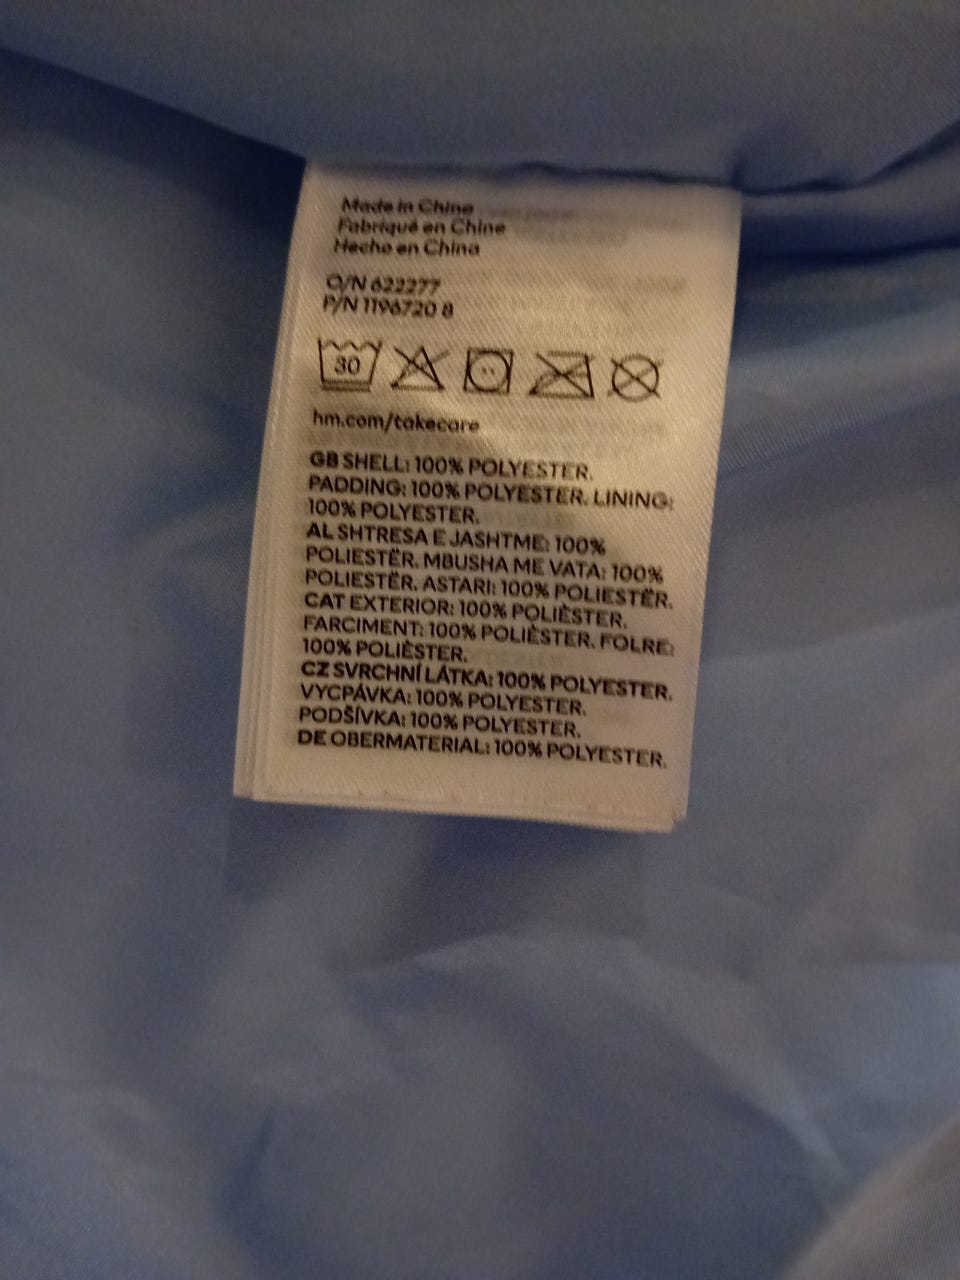 Made in China
Fabriqué en China
Hecho en China
O/N 622277
P/N 1196720 8
30
hm.com/takecare
GB SHELL: 100% POLYESTER.
PADDING: 100% POLYESTER. LINING:
100% POLYESTER.
AL SHTRESA E JASHTME: 100%
POLIESTËR. MBUSHA ME VATA: 100%
POLIESTËR. ASTARI: 100% POLIESTËR.
CAT EXTERIOR: 100% POLIÈSTER.
FARCIMENT: 100% POLIÈSTER. FOLRE:
100% POLIÈSTER.
CZ SVRCHNÍ LÁTKA: 100% POLYESTER.
VYCPÁVKA: 100% POLYESTER.
PODŠÍVKA: 100% POLYESTER.
DE OBERMATERIAL: 100% POLYESTER.